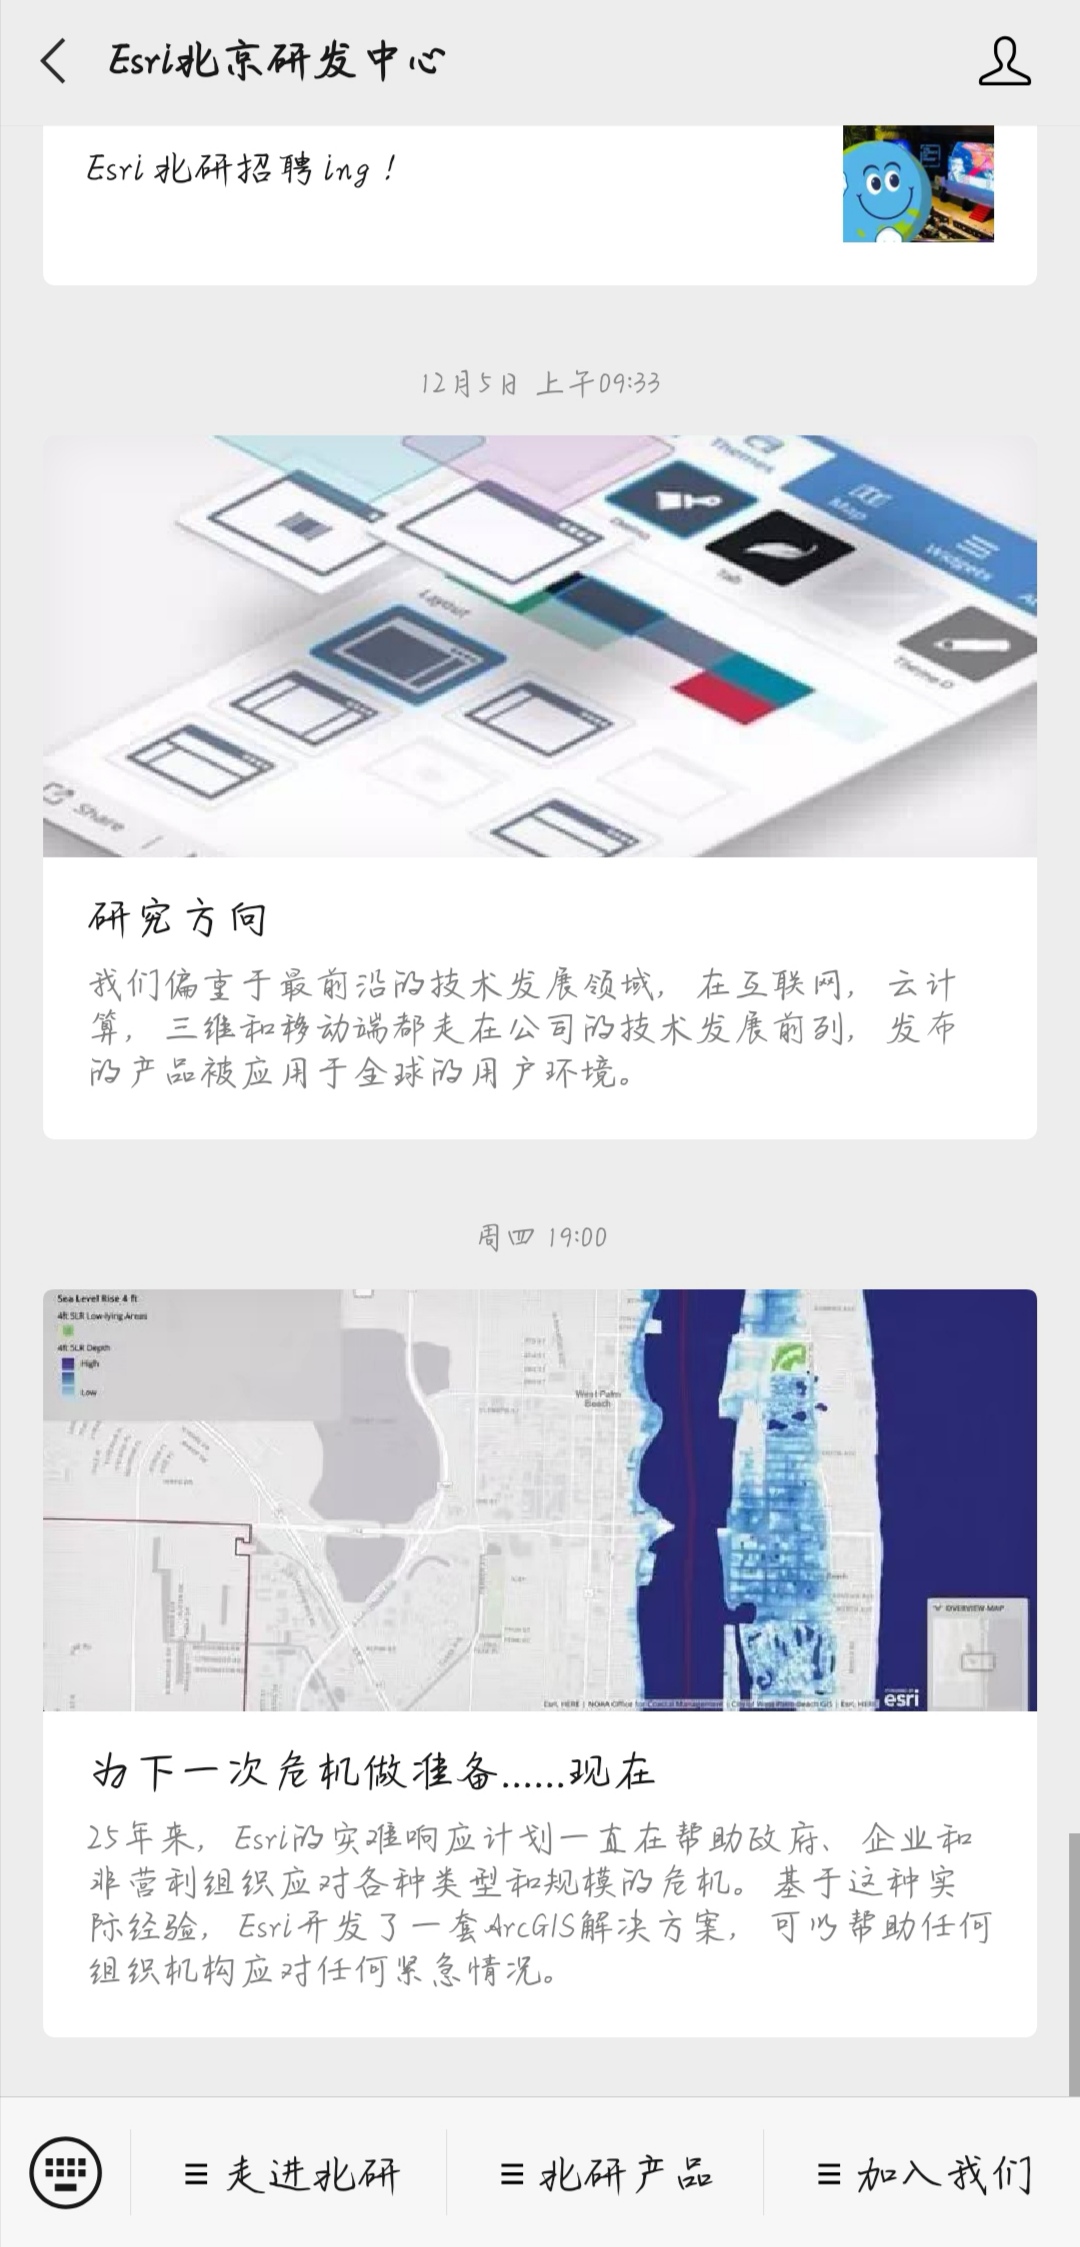 Esri北京研发中心
Esri 北研招聘 ing！
12月5日 上午09:33
Themes
Map
Widgets
Demo
Tab
Layout
Theme D
Share
研究方向
我们偏重于最前沿的技术发展领域，在互联网，云计
算，三维和移动端都走在公司的技术发展前列，发布
的产品被应用于全球的用户环境。
周四 19:00
Sea Level Rise 4 ft
4ft SLR Low-lying Areas
4ft SLR Depth
High
Low
West Palm
Beach
OVERVIEW MAP
esri
为下一次危机做准备……现在
25年来，Esri的灾难响应计划一直在帮助政府、企业和
非营利组织应对各种类型和规模的危机。基于这种实
际经验，Esri开发了一套ArcGIS解决方案，可以帮助任何
组织机构应对任何紧急情况。
走进北研
北研产品
加入我们